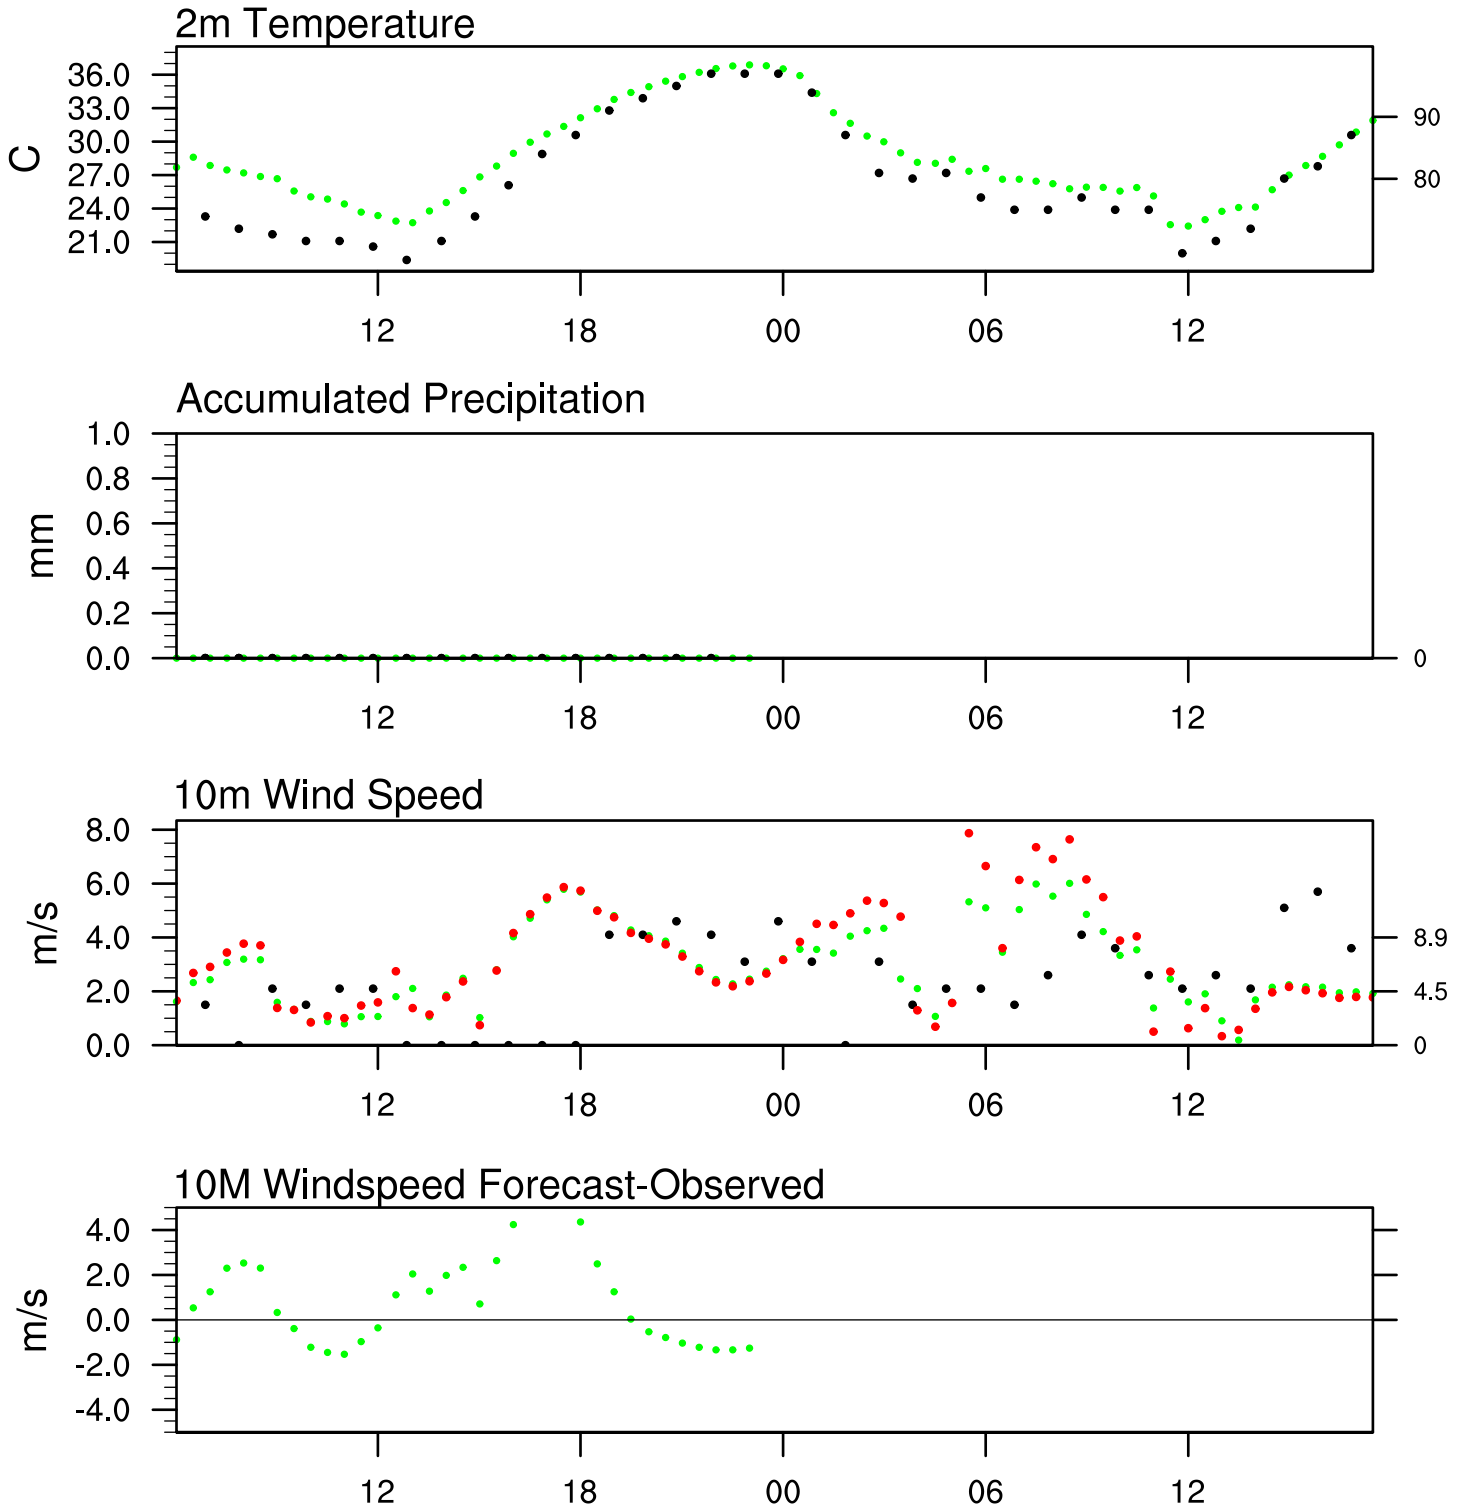 2m Temperature
36.0
33.0
30.0
27.0
24.0
21.0
C
90
80
12 18 00 06 12
Accumulated Precipitation
1.0
0.8
0.6
0.4
0.2
0.0
mm
0
12 18 00 06 12
10m Wind Speed
8.0
6.0
4.0
2.0
0.0
m/s
8.9
4.5
0
12 18 00 06 12
10M Windspeed Forecast-Observed
4.0
2.0
0.0
-2.0
-4.0
m/s
12 18 00 06 12